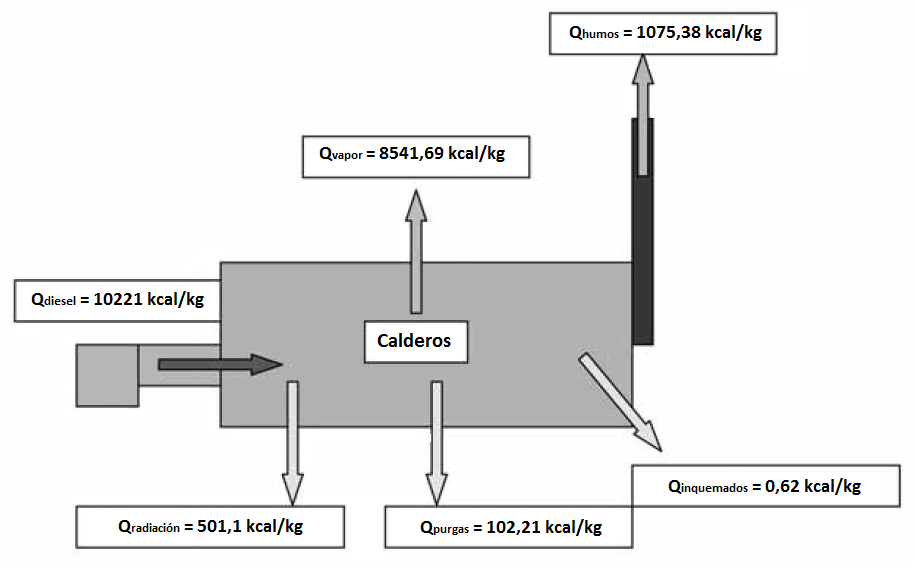 Qhumos = 1075,38 kcal/kg
Qvapor = 8541,69 kcal/kg
Qdiesel = 10221 kcal/kg
Calderos
Qinquemados = 0,62 kcal/kg
Qradiación = 501,1 kcal/kg
Qpurgas = 102,21 kcal/kg